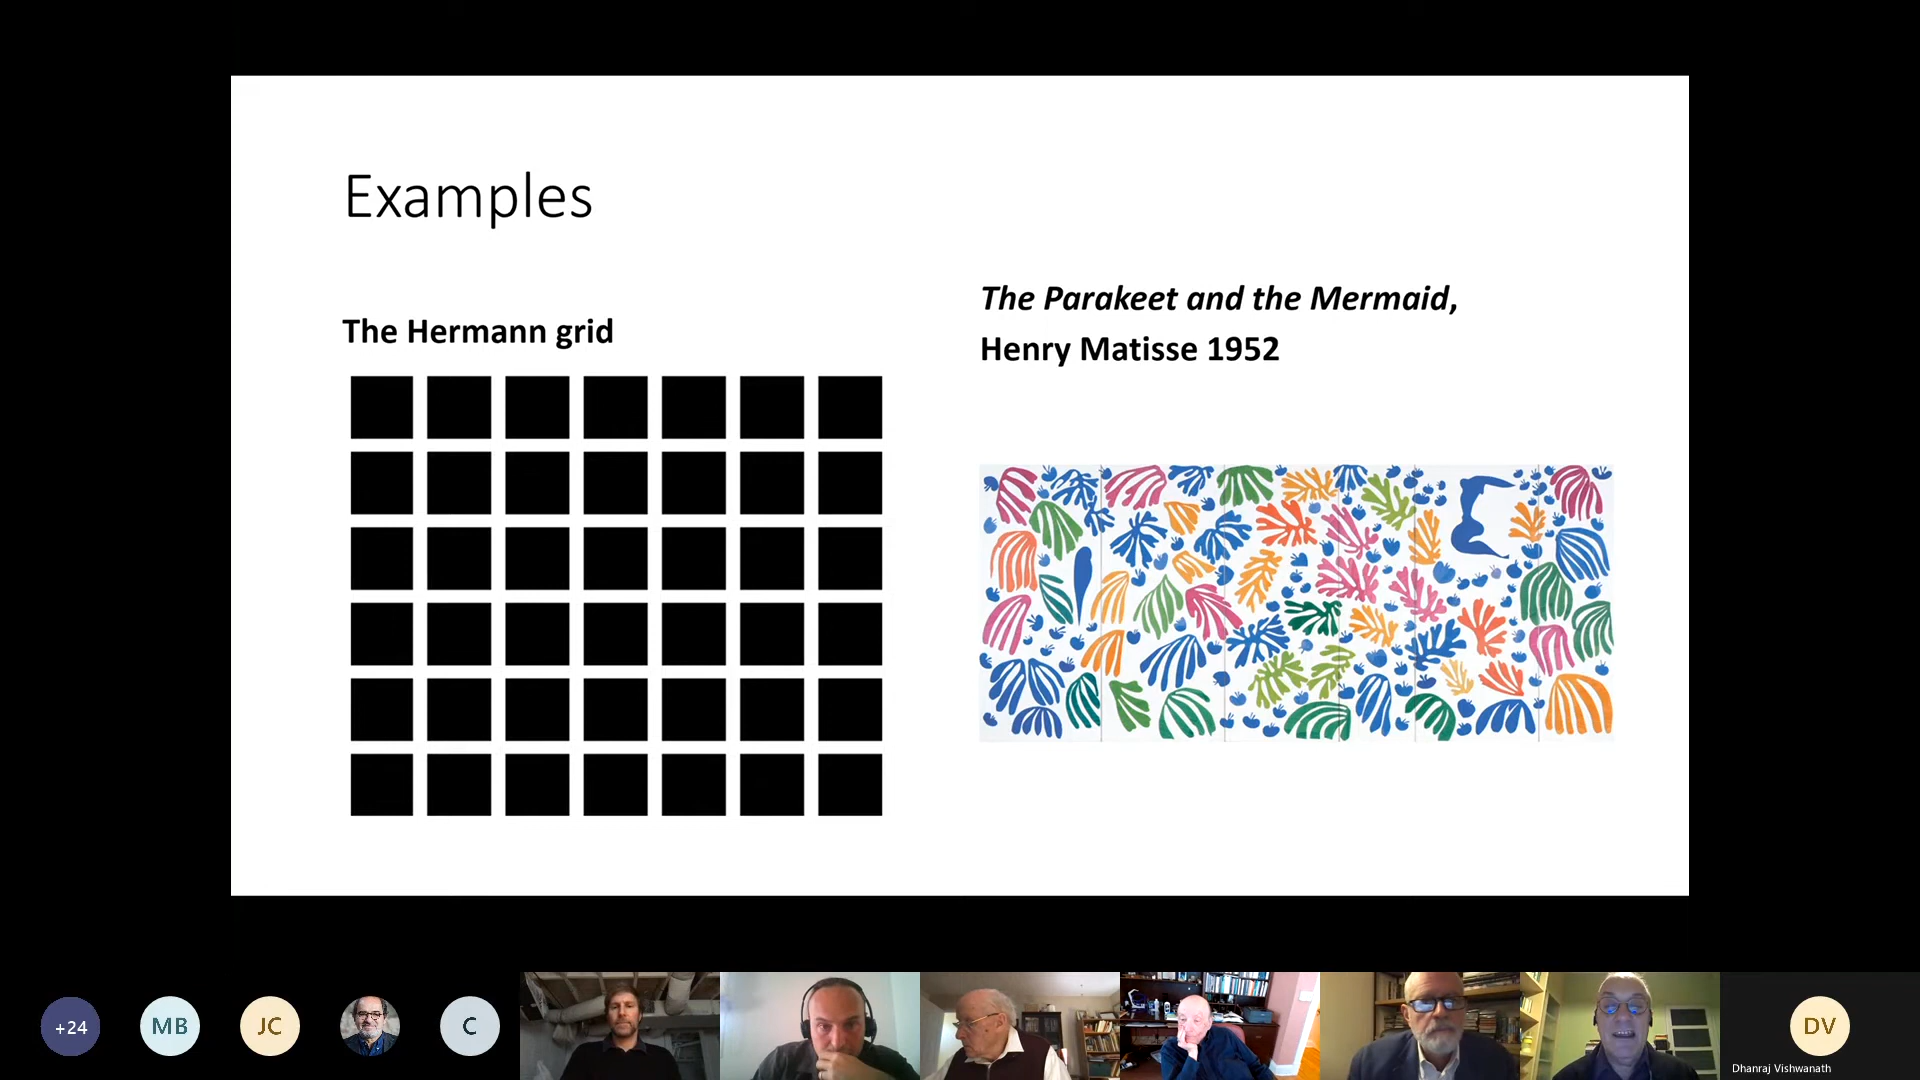 Examples
The Hermann grid
The Parakeet and the Mermaid,
Henry Matisse 1952
+24
MB
JC
C
DV
Dhanraj Vishwanath